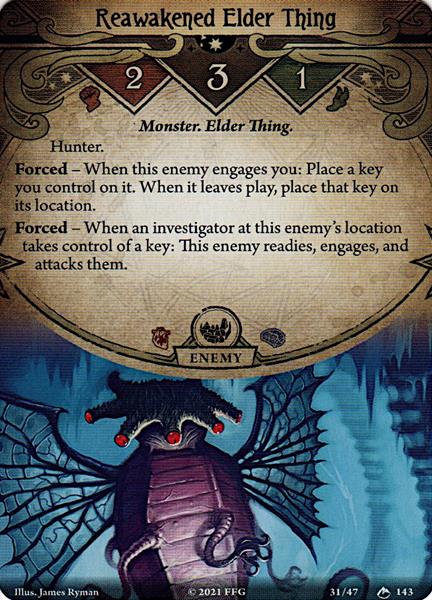 Reawakened Elder Thing
2 3 1
Monster. Elder Thing.
Hunter.
Forced – When this enemy engages you: Place a key
you control on it. When it leaves play, place that key on
its location.
Forced – When an investigator at this enemy's location
takes control of a key: This enemy readies, engages, and
attacks them.
ENEMY
Illus. James Ryman © 2021 FFG 31/47 143